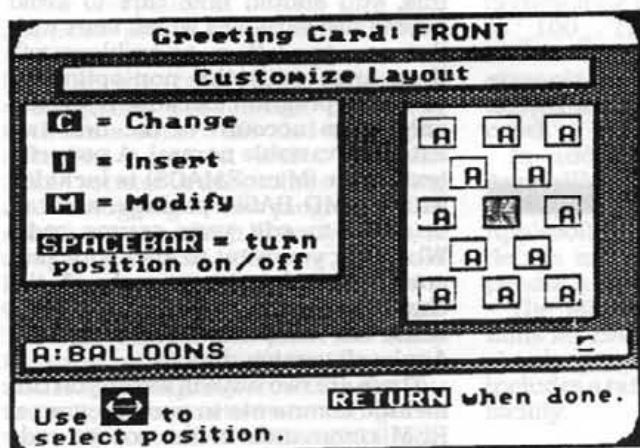 Greeting Card: FRONT
Customize Layout
C = Change
I = Insert
M = Modify
SPACEBAR = turn
position on/off
A A A
A A
A A
A A
A A A
A:BALLOONS
Use to
select position
RETURN when done.